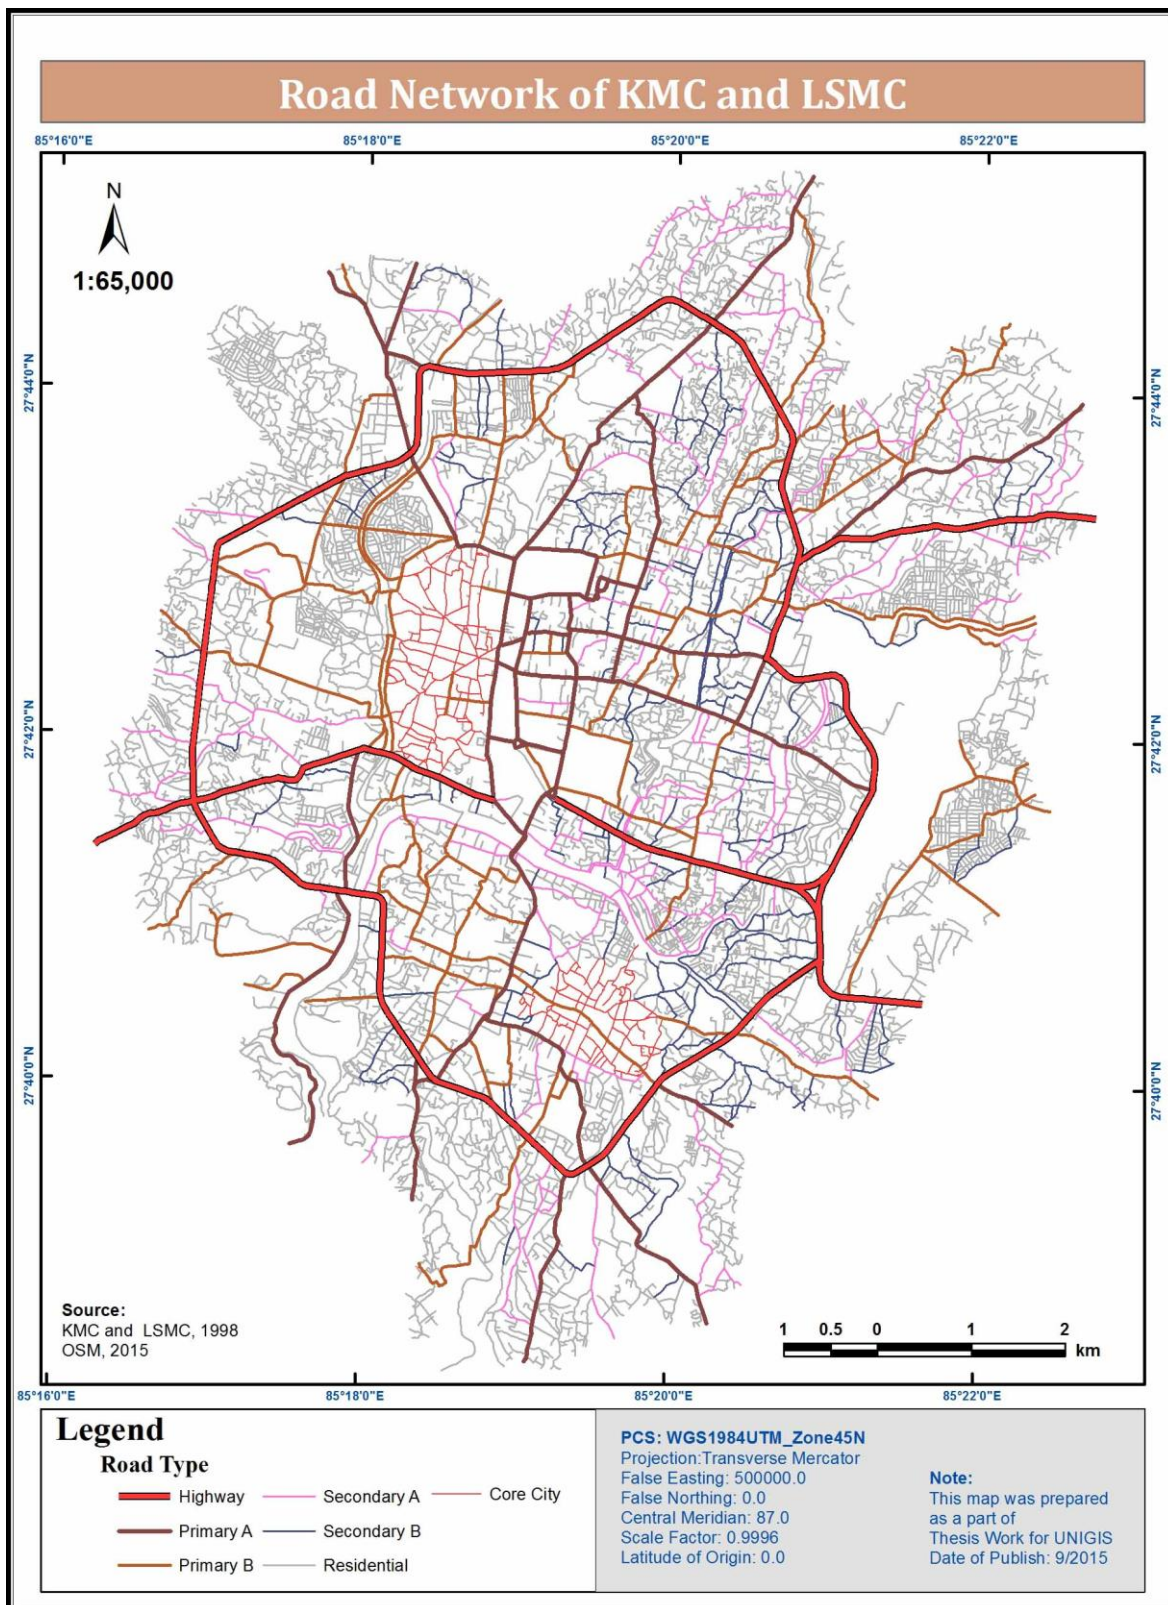 Road Network of KMC and LSMC
85°16'0"E 85°18'0"E 85°20'0"E 85°22'0"E
N
1:65,000
27°44'0"N 27°44'0"N
27°42'0"N 27°42'0"N
27°40'0"N 27°40'0"N
Source:
KMC and LSMC, 1998
OSM, 2015
1 0.5 0 1 2
km
85°16'0"E 85°18'0"E 85°20'0"E 85°22'0"E
Legend
Road Type
Highway Secondary A Core City
Primary A Secondary B
Primary B Residential
PCS: WGS1984UTM_Zone45N
Projection:Transverse Mercator
False Easting: 500000.0
False Northing: 0.0
Central Meridian: 87.0
Scale Factor: 0.9996
Latitude of Origin: 0.0
Note:
This map was prepared
as a part of
Thesis Work for UNIGIS
Date of Publish: 9/2015